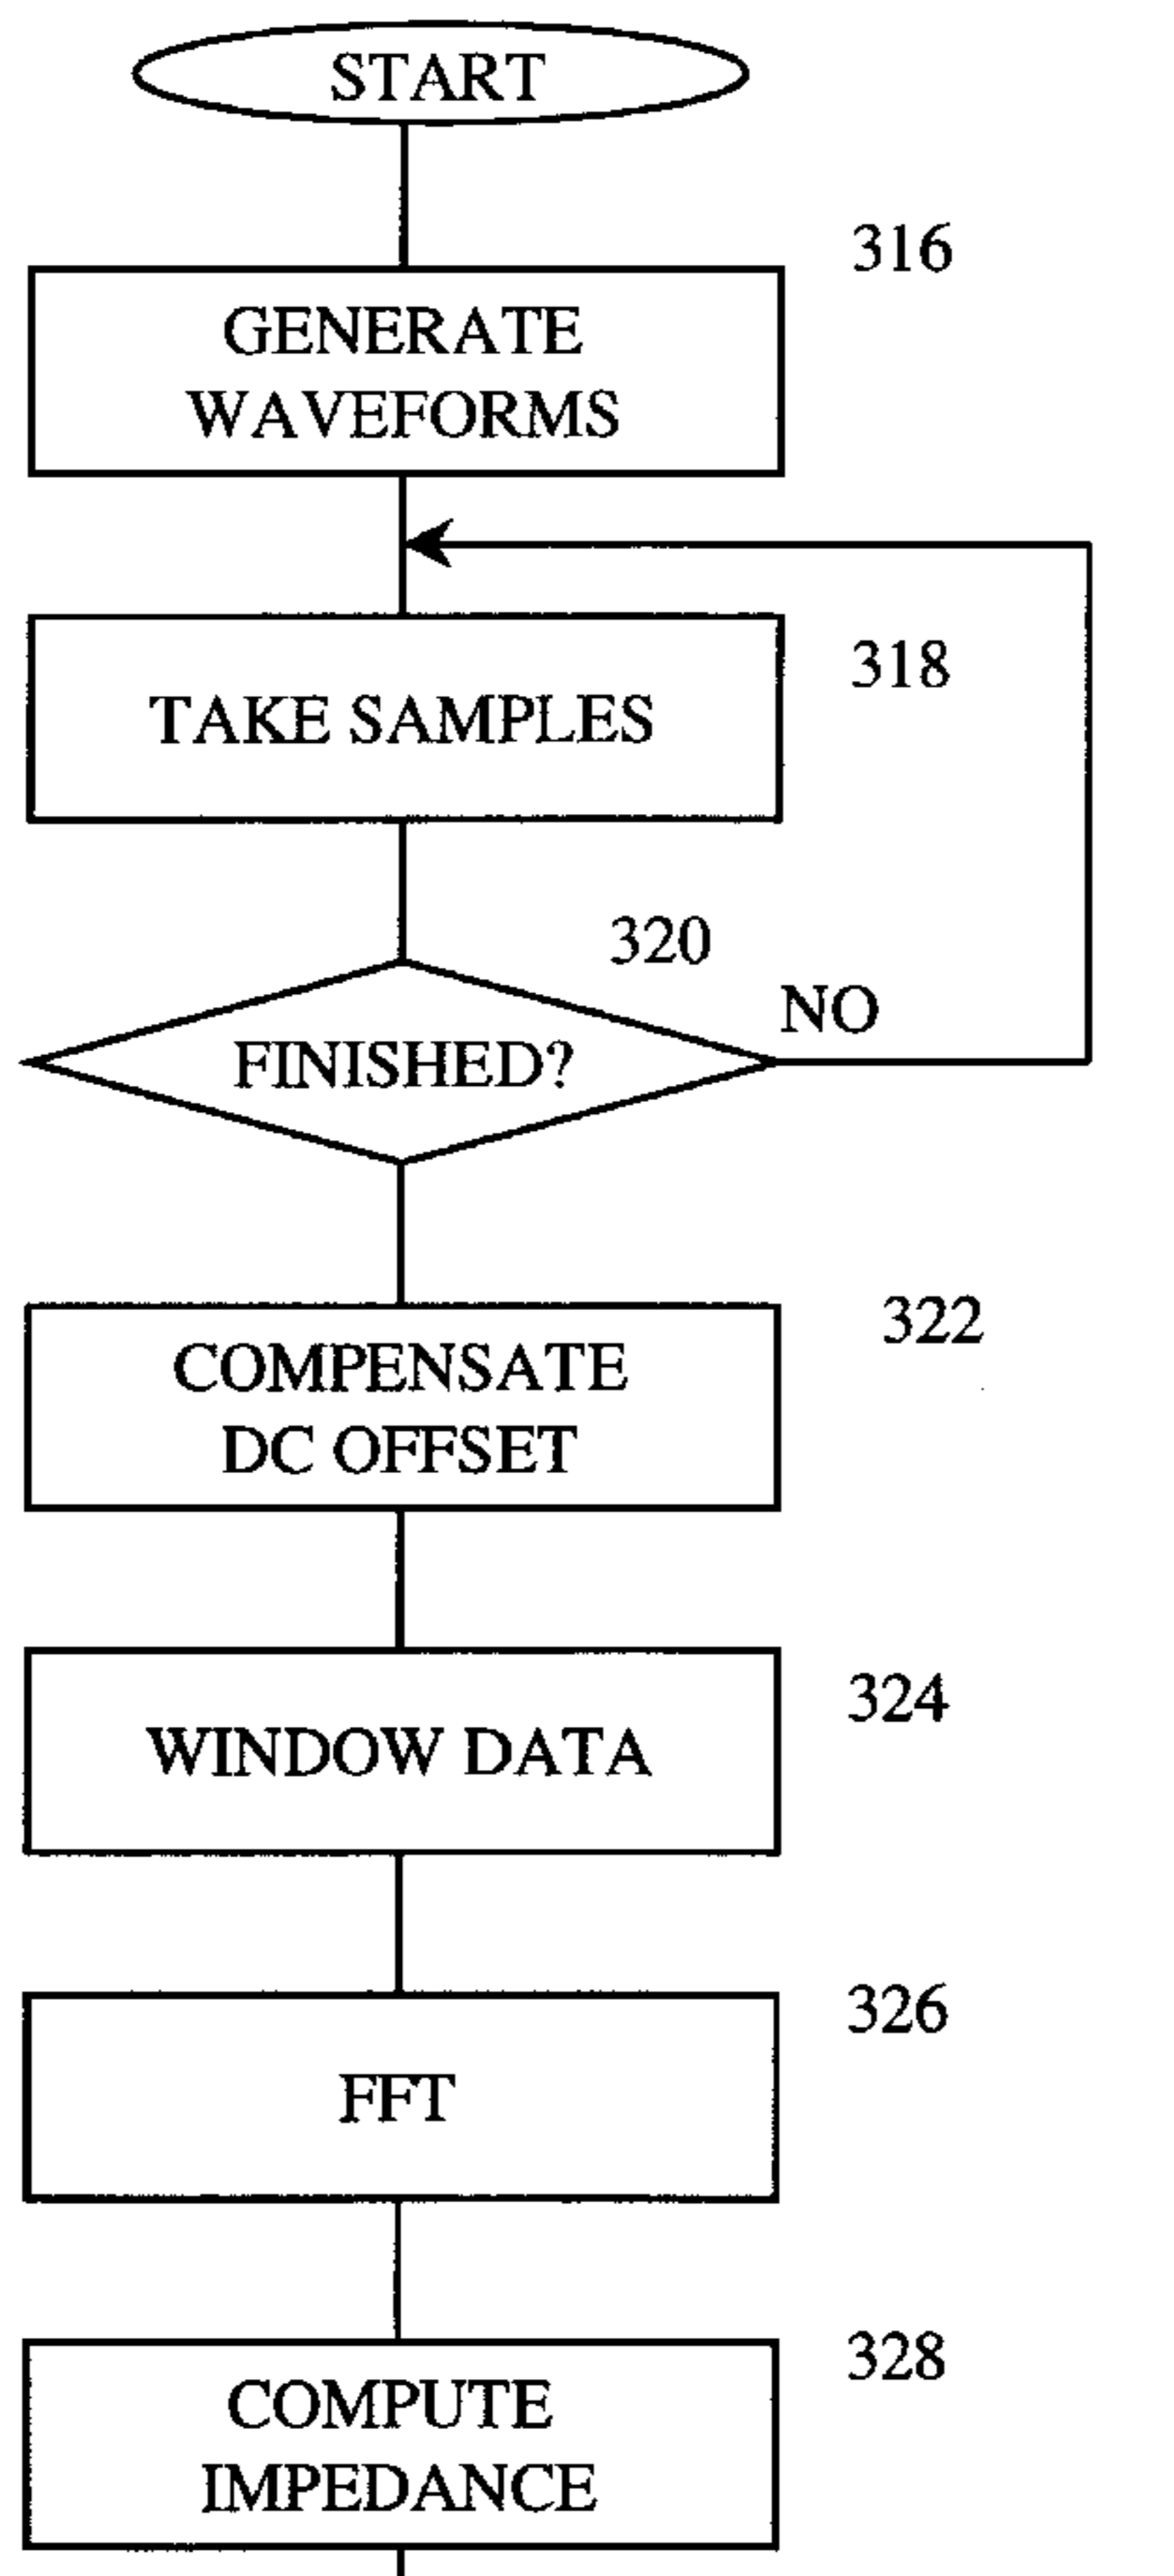 START
316
GENERATE
WAVEFORMS
318
TAKE SAMPLES
320
NO
FINISHED?
322
COMPENSATE
DC OFFSET
324
WINDOW DATA
326
FFT
328
COMPUTE
IMPEDANCE